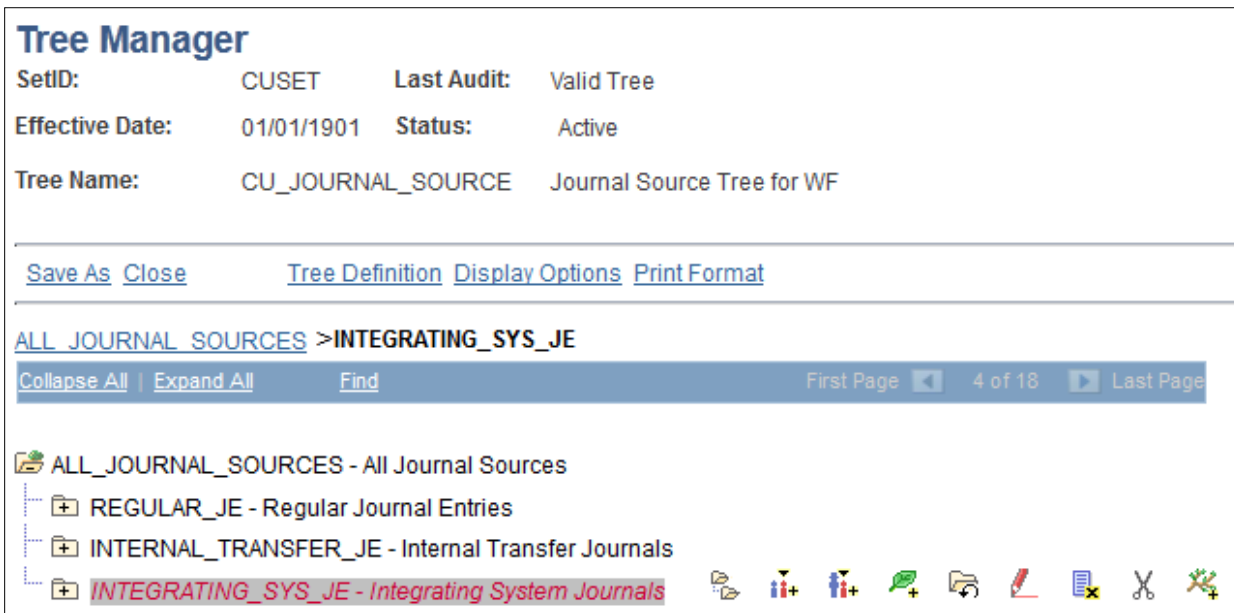 Tree Manager
SetID: CUSET Last Audit: Valid Tree
Effective Date: 01/01/1901 Status: Active
Tree Name: CU_JOURNAL_SOURCE Journal Source Tree for WF
Save As Close Tree Definition Display Options Print Format
ALL_JOURNAL_SOURCES >INTEGRATING_SYS_JE
Collapse All | Expand All Find First Page 4 of 18 Last Page
ALL_JOURNAL_SOURCES - All Journal Sources
REGULAR_JE - Regular Journal Entries
INTERNAL_TRANSFER_JE - Internal Transfer Journals
INTEGRATING_SYS_JE - Integrating System Journals